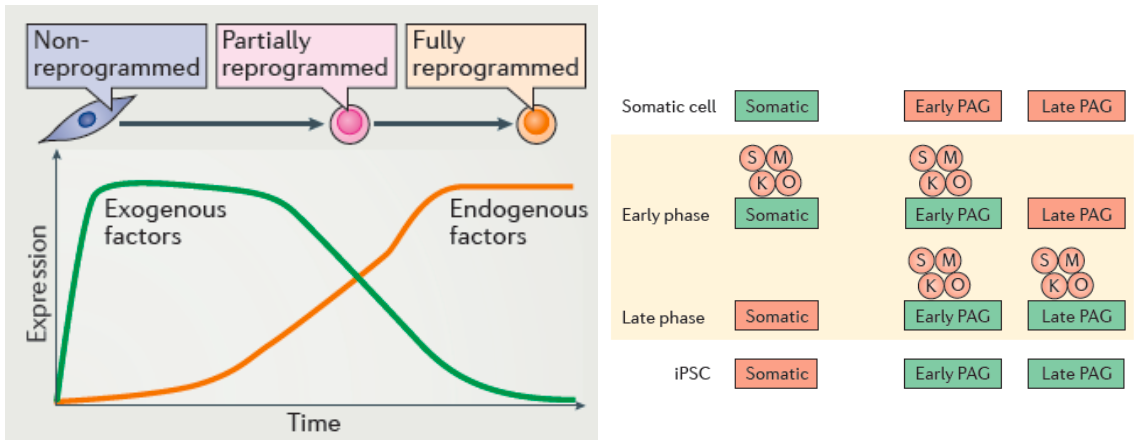 Non-
reprogrammed
Partially
reprogrammed
Fully
reprogrammed
Exogenous
factors
Endogenous
factors
Expression
Time
Somatic cell
Somatic
Early PAG
Late PAG
S M
K O
S M
K O
Early phase
Somatic
Early PAG
Late PAG
S M
K O
S M
K O
Late phase
Somatic
Early PAG
Late PAG
iPSC
Somatic
Early PAG
Late PAG